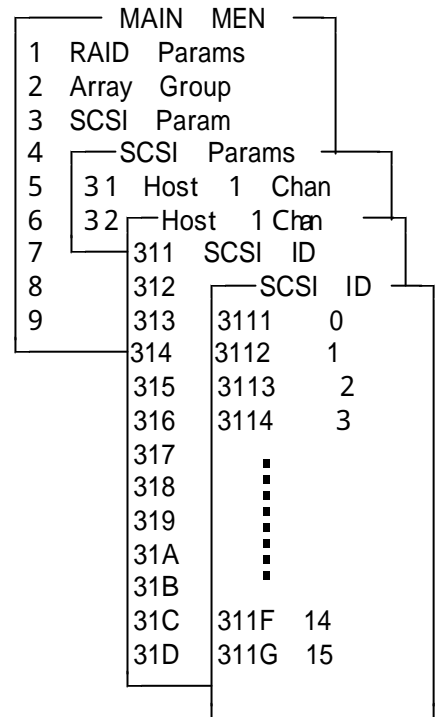 MAIN MEN
1 RAID Params
2 Array Group
3 SCSI Param
4 SCSI Params
5 31 Host 1 Chan
6 32 Host 1 Chan
7 311 SCSI ID
8 312 SCSI ID
9 313 3111 0
314 3112 1
315 3113 2
316 3114 3
317
318
319
31A
31B
31C 311F 14
31D 311G 15